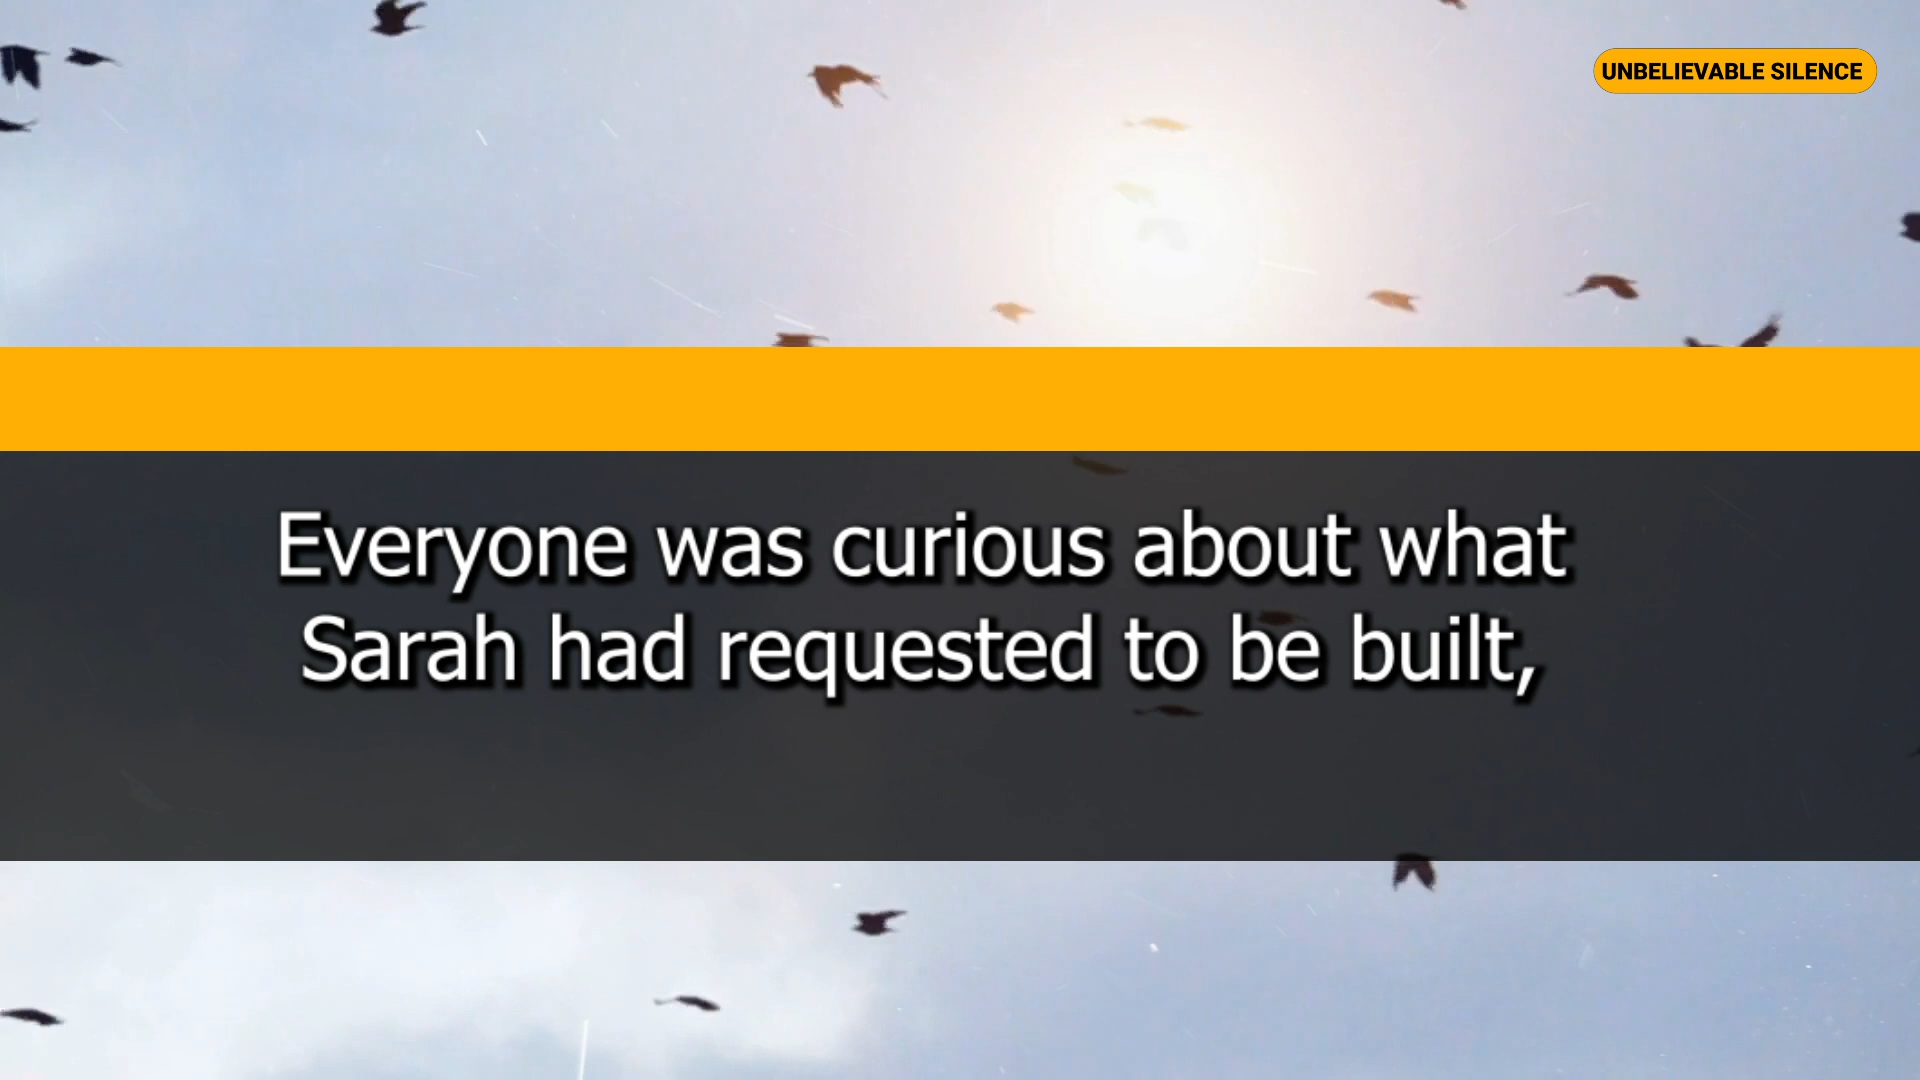 UNBELIEVABLE SILENCE
Everyone was curious about what
Sarah had requested to be built,